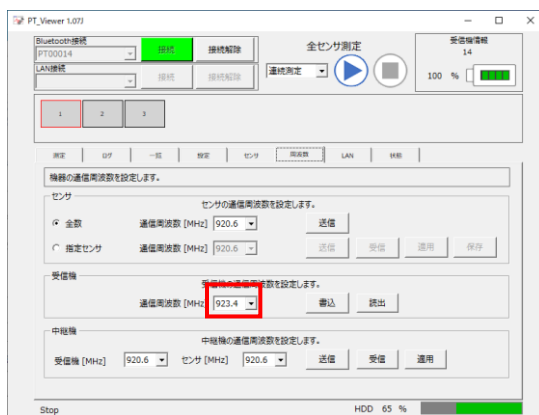 PT_Viewer 1.07J
Bluetooth接続
PT00014
接続
接続解除
LAN接続
接続
接続解除
全センサ測定
連続測定
受信機情報
14
100 %
1 2 3
測定 ログ 一覧 設定 センサ 周波数 LAN 状態
機器の通信周波数を設定します。
センサ
センサの通信周波数を設定します。
全数 通信周波数 [MHz] 920.6 送信
指定センサ 通信周波数 [MHz] 920.6 送信 受信 適用 保存
受信機
受信機の通信周波数を設定します。
通信周波数 [MHz] 923.4 書込 読出
中継機
中継機の通信周波数を設定します。
受信機 [MHz] 920.6 センサ [MHz] 920.6 送信 受信 適用
Stop HDD 65 %